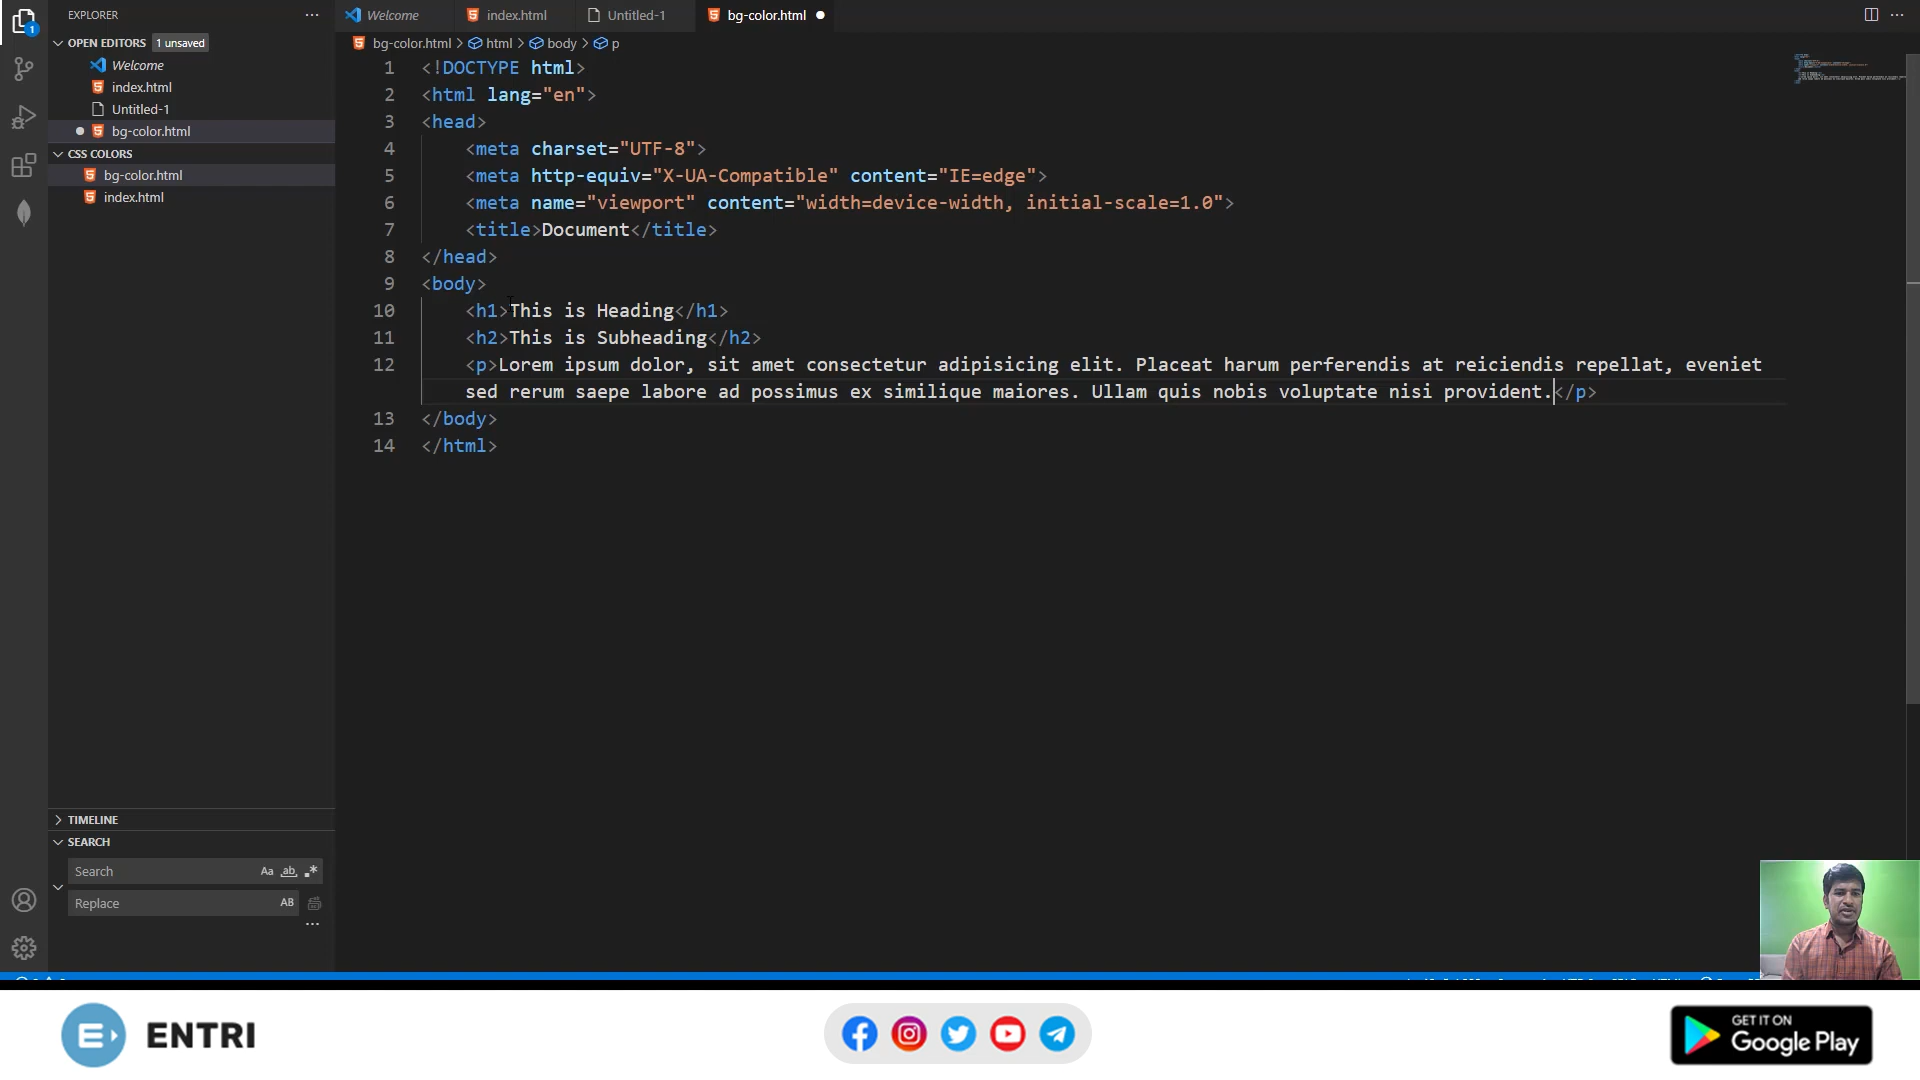 EXPLORER
OPEN EDITORS 1 unsaved
Welcome
index.html
Untitled-1
bg-color.html
CSS COLORS
bg-color.html
index.html
TIMELINE
SEARCH
Search Aa ab
Replace AB
1
Welcome index.html Untitled-1 bg-color.html
bg-color.html > html > body > p
1 <!DOCTYPE html>
2 <html lang="en">
3 <head>
4 <meta charset="UTF-8">
5 <meta http-equiv="X-UA-Compatible" content="IE=edge">
6 <meta name="viewport" content="width=device-width, initial-scale=1.0">
7 <title>Document</title>
8 </head>
9 <body>
10 <h1>This is Heading</h1>
11 <h2>This is Subheading</h2>
12 <p>Lorem ipsum dolor, sit amet consectetur adipisicing elit. Placeat harum perferendis at reiciendis repellat, eveniet
sed rerum saepe labore ad possimus ex similique maiores. Ullam quis nobis voluptate nisi provident.</p>
13 </body>
14 </html>
E ENTRI
GET IT ON
Google Play